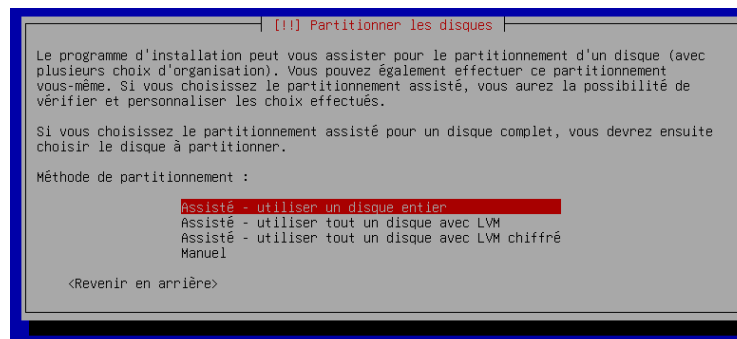 [!!] Partitionner les disques
Le programme d'installation peut vous assister pour le partitionnement d'un disque (avec
plusieurs choix d'organisation). Vous pouvez également effectuer ce partitionnement
vous-même. Si vous choisissez le partitionnement assisté, vous aurez la possibilité de
vérifier et personnaliser les choix effectués.
Si vous choisissez le partitionnement assisté pour un disque complet, vous devrez ensuite
choisir le disque à partitionner.
Méthode de partitionnement :
Assisté - utiliser un disque entier
Assisté - utiliser tout un disque avec LVM
Assisté - utiliser tout un disque avec LVM chiffré
Manuel
<Revenir en arrière>